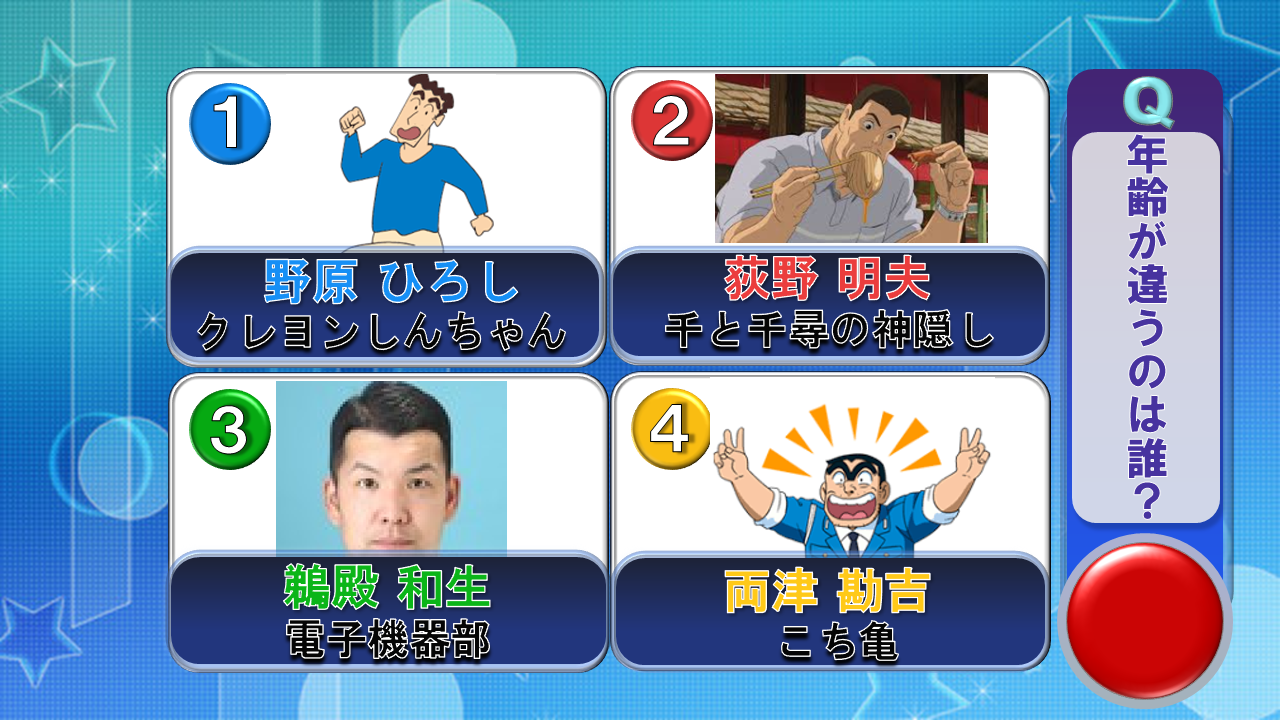 1
野原 ひろし
クレヨンしんちゃん
2
荻野 明夫
千と千尋の神隠し
3
鵜殿 和生
電子機器部
4
両津 勘吉
こち亀
Q
年齢が違うのは誰？